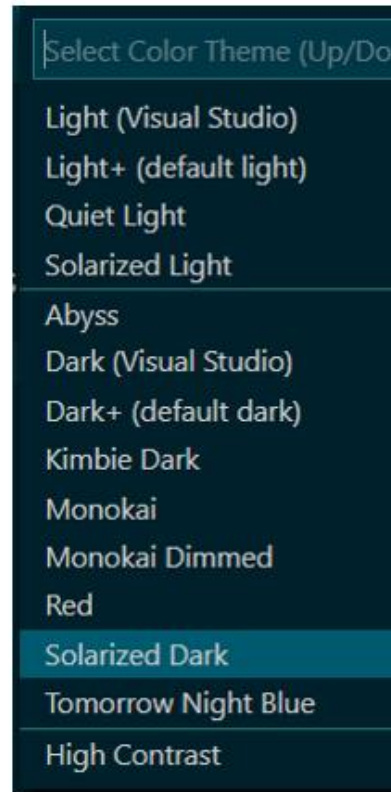 Select Color Theme (Up/Do
Light (Visual Studio)
Light+ (default light)
Quiet Light
Solarized Light
Abyss
Dark (Visual Studio)
Dark+ (default dark)
Kimbie Dark
Monokai
Monokai Dimmed
Red
Solarized Dark
Tomorrow Night Blue
High Contrast